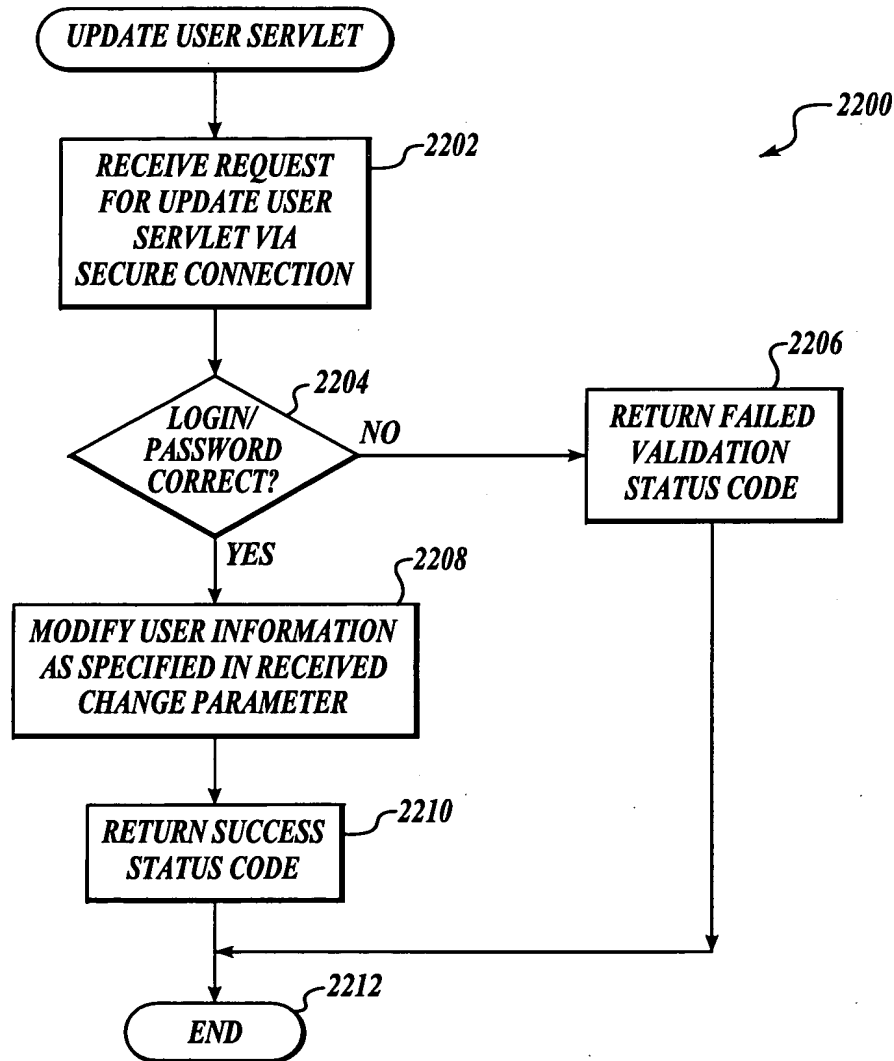 UPDATE USER SERVLET
2200
2202
RECEIVE REQUEST
FOR UPDATE USER
SERVLET VIA
SECURE CONNECTION
2204
LOGIN/
PASSWORD
CORRECT?
NO
2206
RETURN FAILED
VALIDATION
STATUS CODE
YES
2208
MODIFY USER INFORMATION
AS SPECIFIED IN RECEIVED
CHANGE PARAMETER
2210
RETURN SUCCESS
STATUS CODE
2212
END